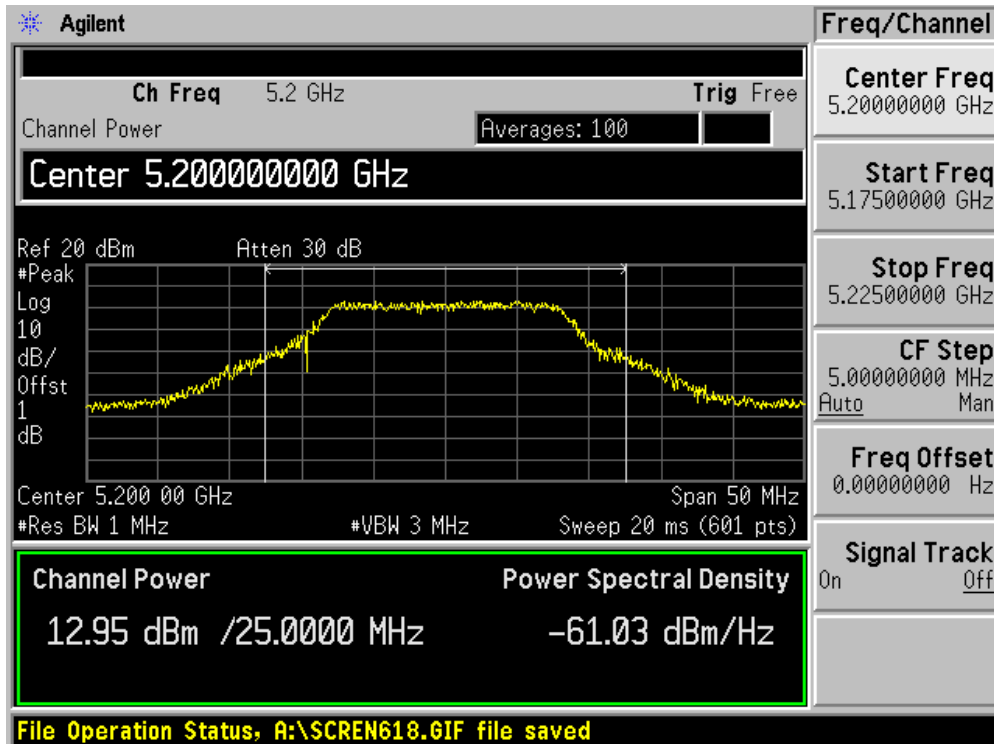 Agilent
Ch Freq 5.2 GHz Trig Free
Channel Power Averages: 100
Center 5.200000000 GHz
Ref 20 dBm Atten 30 dB
#Peak
Log
10
dB/
Offst
1
dB
Center 5.200 00 GHz Span 50 MHz
#Res BW 1 MHz #VBW 3 MHz Sweep 20 ms (601 pts)
Channel Power Power Spectral Density
12.95 dBm /25.0000 MHz -61.03 dBm/Hz
File Operation Status, A:\SCREN618.GIF file saved
Freq/Channel
Center Freq
5.20000000 GHz
Start Freq
5.17500000 GHz
Stop Freq
5.22500000 GHz
CF Step
5.00000000 MHz
Auto Man
Freq Offset
0.00000000 Hz
Signal Track
On Off